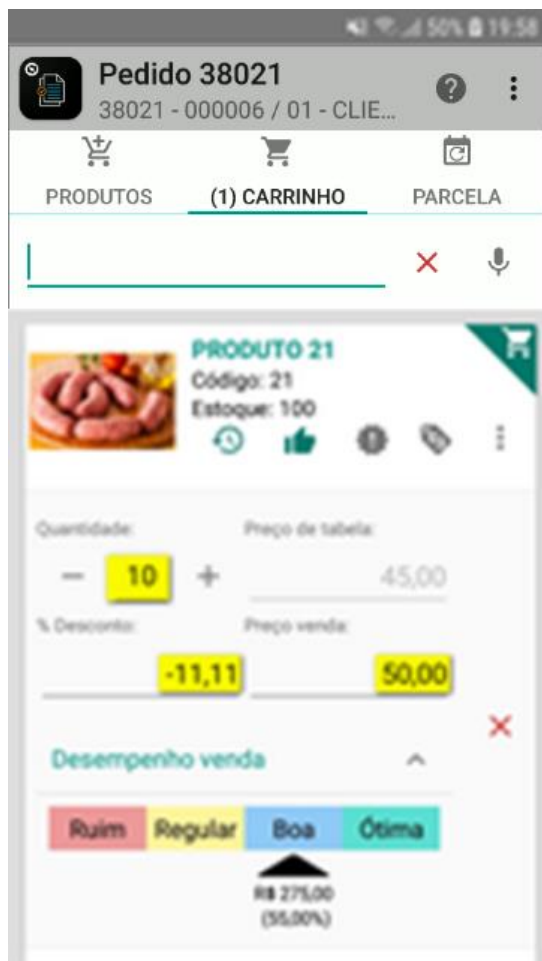 50% 19:58
Pedido 38021
38021 - 000006 / 01 - CLIE...
PRODUTOS (1) CARRINHO PARCELA
PRODUTO 21
Código: 21
Estoque: 100
Quantidade: Preço de tabela:
− 10 + 45,00
% Desconto: Preço venda:
-11,11 50,00
Desempenho venda
Ruim Regular Boa Ótima
R$ 275,00
(55,00%)